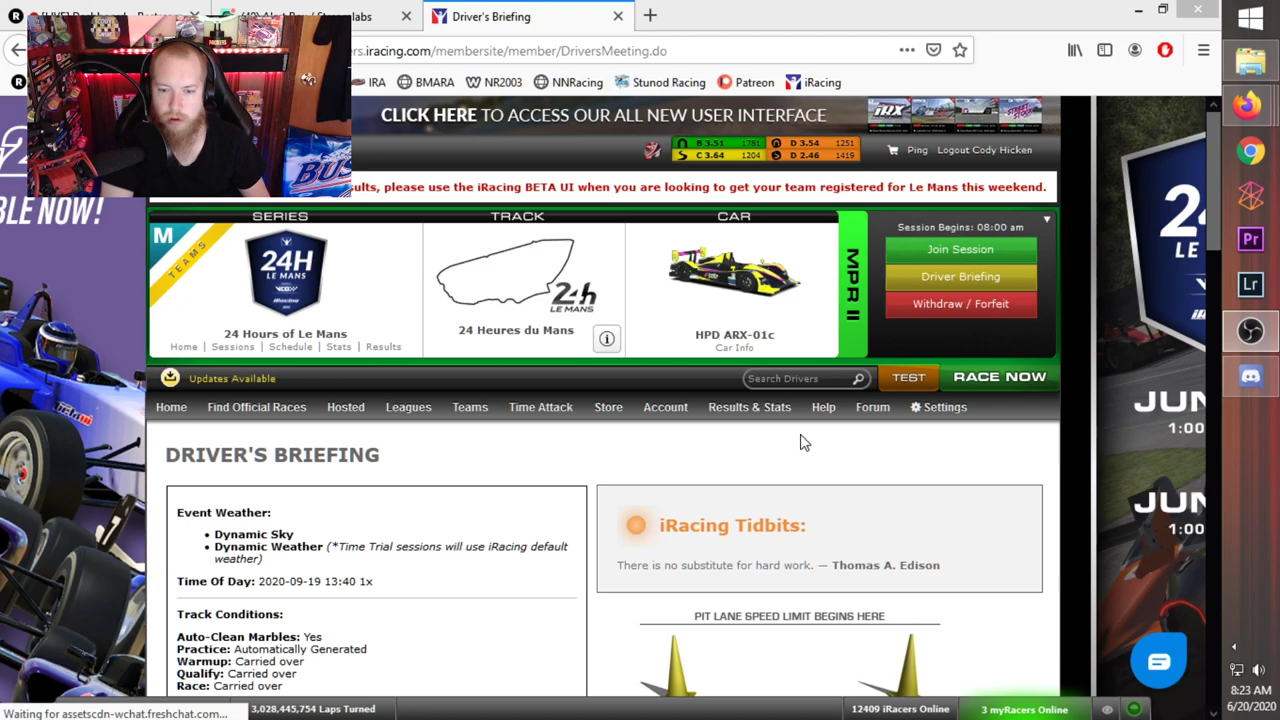 Streamlabs
Driver's Briefing
.iracing.com/membersite/member/DriversMeeting.do
IRA
BMARA
NR2003
NNRacing
Stunod Racing
Patreon
iRacing
CLICK HERE TO ACCESS OUR ALL NEW USER INTERFACE
B 3.51 1781
D 3.54 1251
C 3.64 1204
D 2.46 1419
Ping
Logout Cody Hicken
BLE NOW!
please use the iRacing BETA UI when you are looking to get your team registered for Le Mans this weekend.
SERIES
TRACK
CAR
M
TEAMS
24H
LE MANS
24h
24 Hours of Le Mans
Home | Sessions | Schedule | Stats | Results
24 Heures du Mans
HPD ARX-01c
Car Info
MPR II
Session Begins: 08:00 am
Join Session
Driver Briefing
Withdraw / Forfeit
Updates Available
Search Drivers
TEST
RACE NOW
Home
Find Official Races
Hosted
Leagues
Teams
Time Attack
Store
Account
Results & Stats
Help
Forum
Settings
DRIVER'S BRIEFING
Event Weather:
• Dynamic Sky
• Dynamic Weather (*Time Trial sessions will use iRacing default
weather)
Time Of Day: 2020-09-19 13:40 1x
Track Conditions:
Auto-Clean Marbles: Yes
Practice: Automatically Generated
Warmup: Carried over
Qualify: Carried over
Race: Carried over
iRacing Tidbits:
There is no substitute for hard work. — Thomas A. Edison
PIT LANE SPEED LIMIT BEGINS HERE
JUN
1:00
JUN
1:00
Waiting for assetscdn-wchat.freshchat.com...
3,028,445,754 Laps Turned
12409 iRacers Online
3 myRacers Online
8:23 AM
6/20/2020